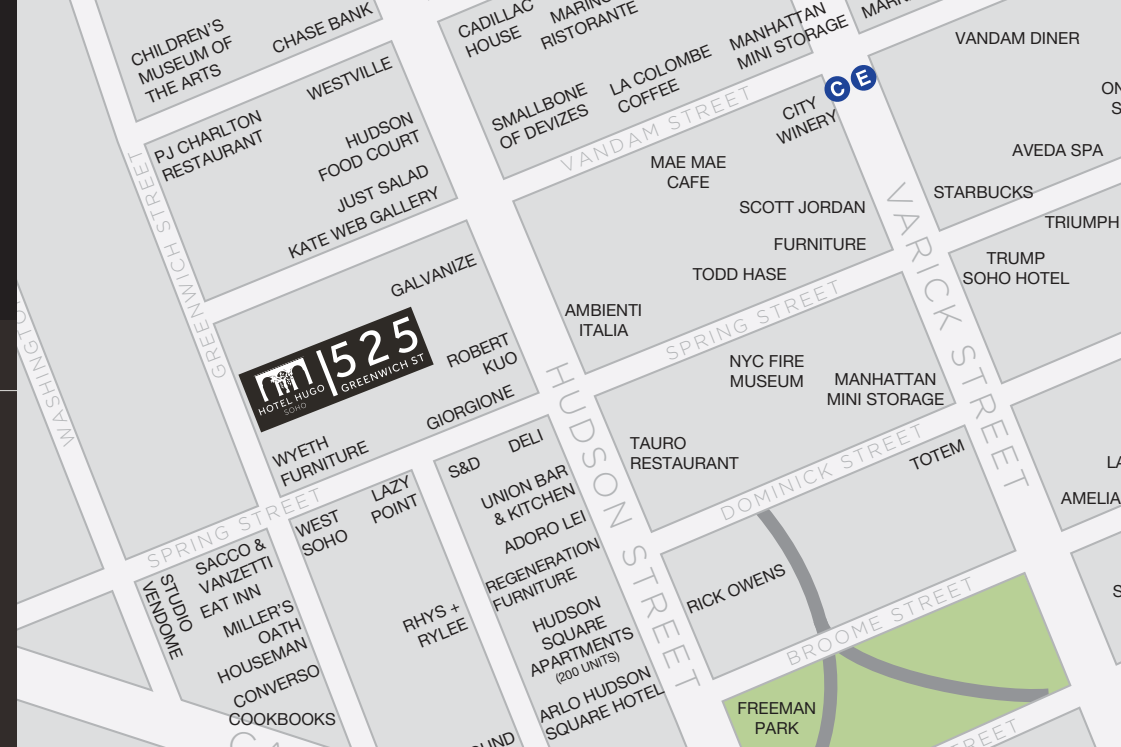 CHILDREN'S
MUSEUM OF
THE ARTS
CHASE BANK
CADILLAC
HOUSE
RISTORANTE
MANHATTAN
MINI STORAGE
VANDAM DINER
WESTVILLE
PJ CHARLTON
RESTAURANT
HUDSON
FOOD COURT
JUST SALAD
KATE WEB GALLERY
SMALLBONE
OF DEVIZES
LA COLOMBE
COFFEE
VANDAM STREET
C E
CITY
WINERY
MAE MAE
CAFE
SCOTT JORDAN
FURNITURE
TODD HASE
AMBIENTI
ITALIA
AVEDA SPA
STARBUCKS
TRIUMPH
TRUMP
SOHO HOTEL
VARICK STREET
GREENWICH STREET
WASHINGTON
GALVANIZE
HOTEL HUGO
SOHO
525
GREENWICH ST
ROBERT
KUO
GIORGIONE
WYETH
FURNITURE
SPRING STREET
SPRING STREET
HUDSON STREET
NYC FIRE
MUSEUM
MANHATTAN
MINI STORAGE
TAURO
RESTAURANT
DOMINICK STREET
TOTEM
AMELIA
S&D
DELI
UNION BAR
& KITCHEN
ADORO LEI
REGENERATION
FURNITURE
HUDSON
SQUARE
APARTMENTS
(200 UNITS)
ARLO HUDSON
SQUARE HOTEL
LAZY
POINT
WEST
SOHO
RHYS +
RYLEE
SACCO &
VANZETTI
EAT INN
STUDIO
VENDOME
MILLER'S
OATH
HOUSEMAN
CONVERSO
COOKBOOKS
RICK OWENS
BROOME STREET
FREEMAN
PARK
STREET